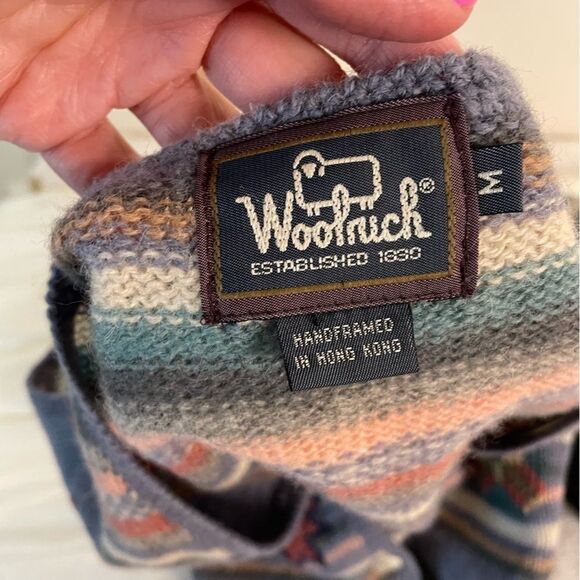 Woolrich®
ESTABLISHED 1830
M
HANDFRAMED
IN HONG KONG